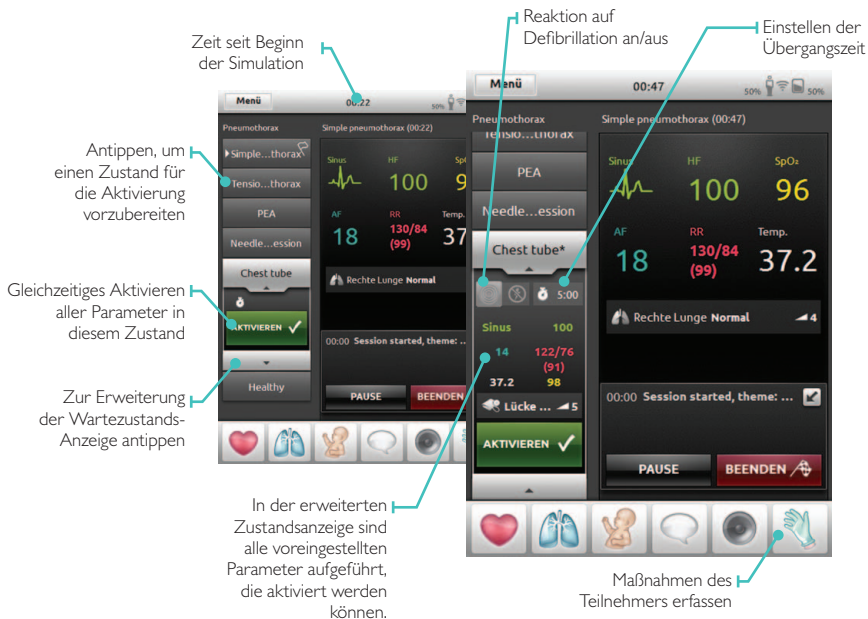 Reaktion auf
Defibrillation an/aus
Einstellen der
Übergangszeit
Zeit seit Beginn
der Simulation
Menü
00:22
50%
Pneumothorax
Simple pneumothorax (00:22)
Simple...thorax
Tensio...thorax
PEA
Needle...ession
Chest tube
AKTIVIEREN
Healthy
Sinus
HF
100
AF
18
RR
130/84
(99)
Temp.
37
Rechte Lunge Normal
00:00 Session started, theme: ..
PAUSE
BEENDEN
Antippen, um
einen Zustand für
die Aktivierung
vorzubereiten
Gleichzeitiges Aktivieren
aller Parameter in
diesem Zustand
Zur Erweiterung
der Wartezustands-
Anzeige antippen
Menü
00:47
50%
50%
Pneumothorax
Simple pneumothorax (00:47)
Tensio...thorax
PEA
Needle...ession
Chest tube*
5:00
Sinus 100
14 122/76
(91)
37.2 98
Lücke ... 5
AKTIVIEREN
Sinus
HF
100
SpO₂
96
AF
18
RR
130/84
(99)
Temp.
37.2
Rechte Lunge Normal 4
00:00 Session started, theme: ...
PAUSE
BEENDEN
In der erweiterten
Zustandsanzeige sind
alle voreingestellten
Parameter aufgeführt,
die aktiviert werden
können.
Maßnahmen des
Teilnehmers erfassen